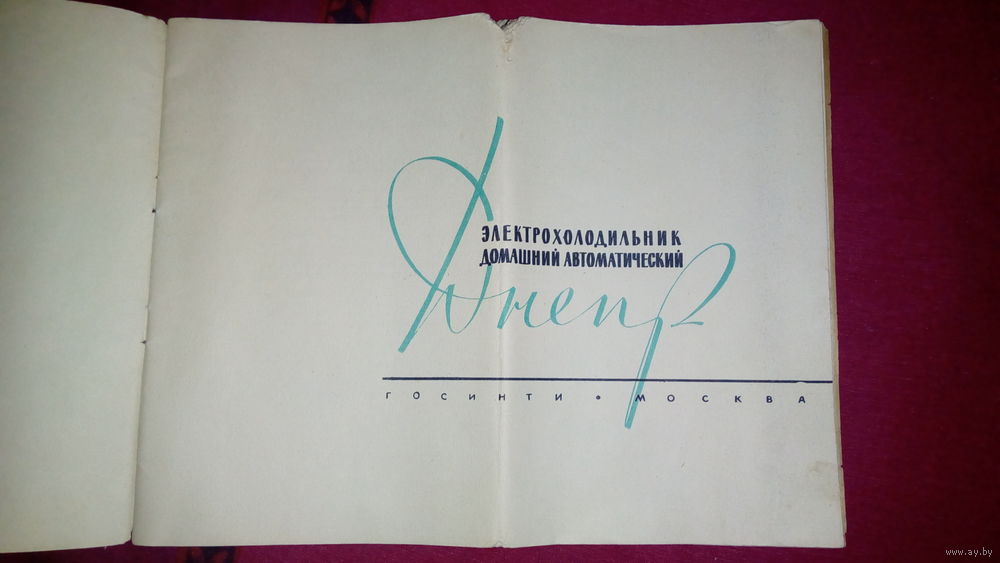 ЭЛЕКТРОХОЛОДИЛЬНИК
ДОМАШНИЙ АВТОМАТИЧЕСКИЙ
Днепр
ГОСИНТИ • МОСКВА
www.ay.by